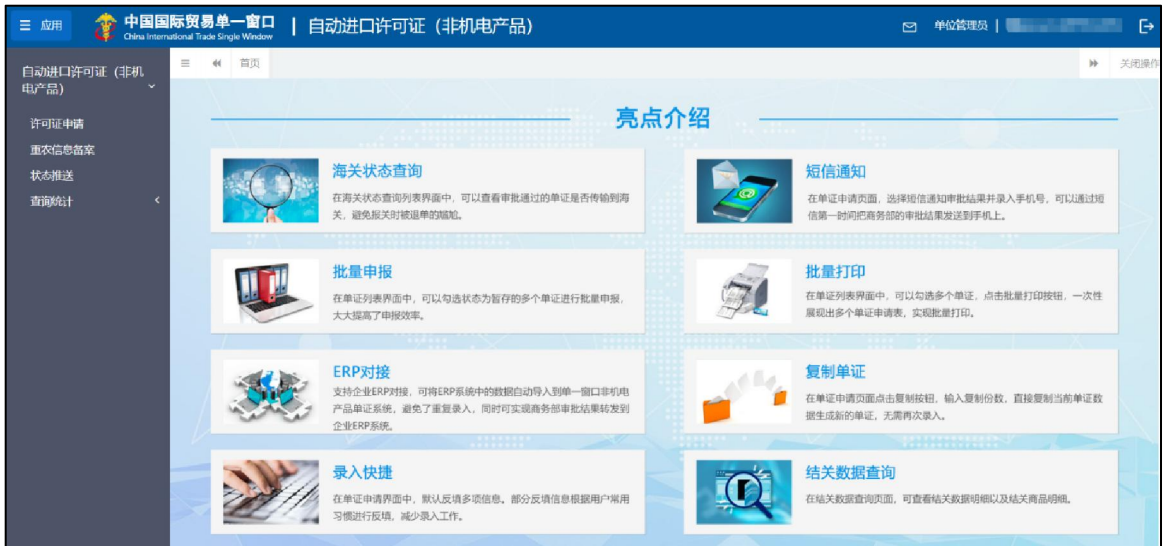 应用
中国国际贸易单一窗口
China International Trade Single Window
自动进口许可证（非机电产品）
单位管理员
自动进口许可证（非机
电产品）
首页
关闭操作
许可证申请
重农信息备案
状态推送
查询统计
亮点介绍
海关状态查询
在海关状态查询列表界面中，可以查看审批通过的单证是否传输到海
关，避免报关时被退单的尴尬。
短信通知
在单证申请页面，选择短信通知审批结果并录入手机号，可以通过短
信第一时间把商务部的审批结果发送到手机上。
批量申报
在单证列表界面中，可以勾选状态为暂存的多个单证进行批量申报，
大大提高了申报效率。
批量打印
在单证列表界面中，可以勾选多个单证，点击批量打印按钮，一次性
展现出多个单证申请表，实现批量打印。
ERP对接
支持企业ERP对接，可将ERP系统中的数据自动导入到单一窗口非机电
产品单证系统，避免了重复录入，同时可实现商务部审批结果转发到
企业ERP系统。
复制单证
在单证申请页面点击复制按钮，输入复制份数，直接复制当前单证数
据生成新的单证，无需再次录入。
录入快捷
在单证申请界面中，默认反填多项信息。部分反填信息根据用户常用
习惯进行反填，减少录入工作。
结关数据查询
在结关数据查询页面，可查看结关数据明细以及结关商品明细。